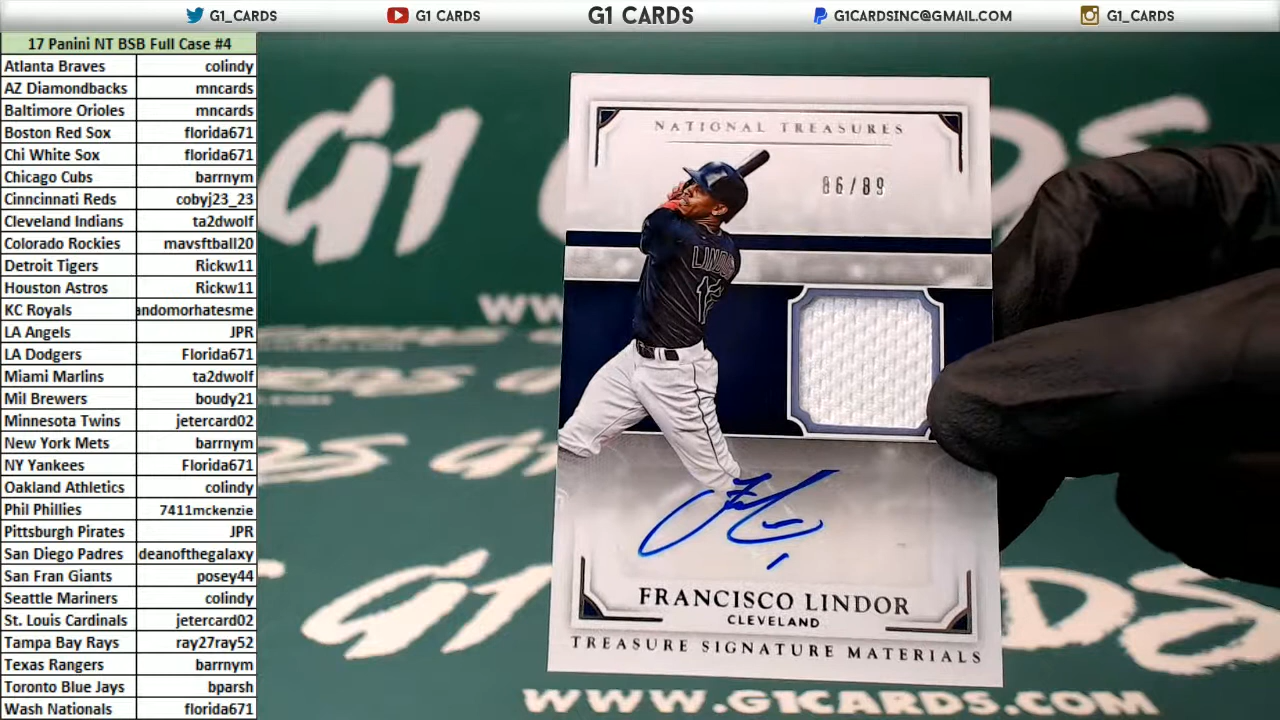 G1_CARDS
G1 CARDS
G1 CARDS
G1CARDSINC@GMAIL.COM
G1_CARDS
17 Panini NT BSB Full Case #4
Atlanta Braves colindy
AZ Diamondbacks mncards
Baltimore Orioles mncards
Boston Red Sox florida671
Chi White Sox florida671
Chicago Cubs barrnym
Cinncinnati Reds cobyj23_23
Cleveland Indians ta2dwolf
Colorado Rockies mavsftball20
Detroit Tigers Rickw11
Houston Astros Rickw11
KC Royals andomorhatesme
LA Angels JPR
LA Dodgers Florida671
Miami Marlins ta2dwolf
Mil Brewers boudy21
Minnesota Twins jetercard02
New York Mets barrnym
NY Yankees Florida671
Oakland Athletics colindy
Phil Phillies 7411mckenzie
Pittsburgh Pirates JPR
San Diego Padres deanofthegalaxy
San Fran Giants posey44
Seattle Mariners colindy
St. Louis Cardinals jetercard02
Tampa Bay Rays ray27ray52
Texas Rangers barrnym
Toronto Blue Jays bparsh
Wash Nationals florida671
NATIONAL TREASURES
86/89
LINDOR
12
FRANCISCO LINDOR
CLEVELAND
TREASURE SIGNATURE MATERIALS
G1 CARDS
WWW.G1CARDS.COM